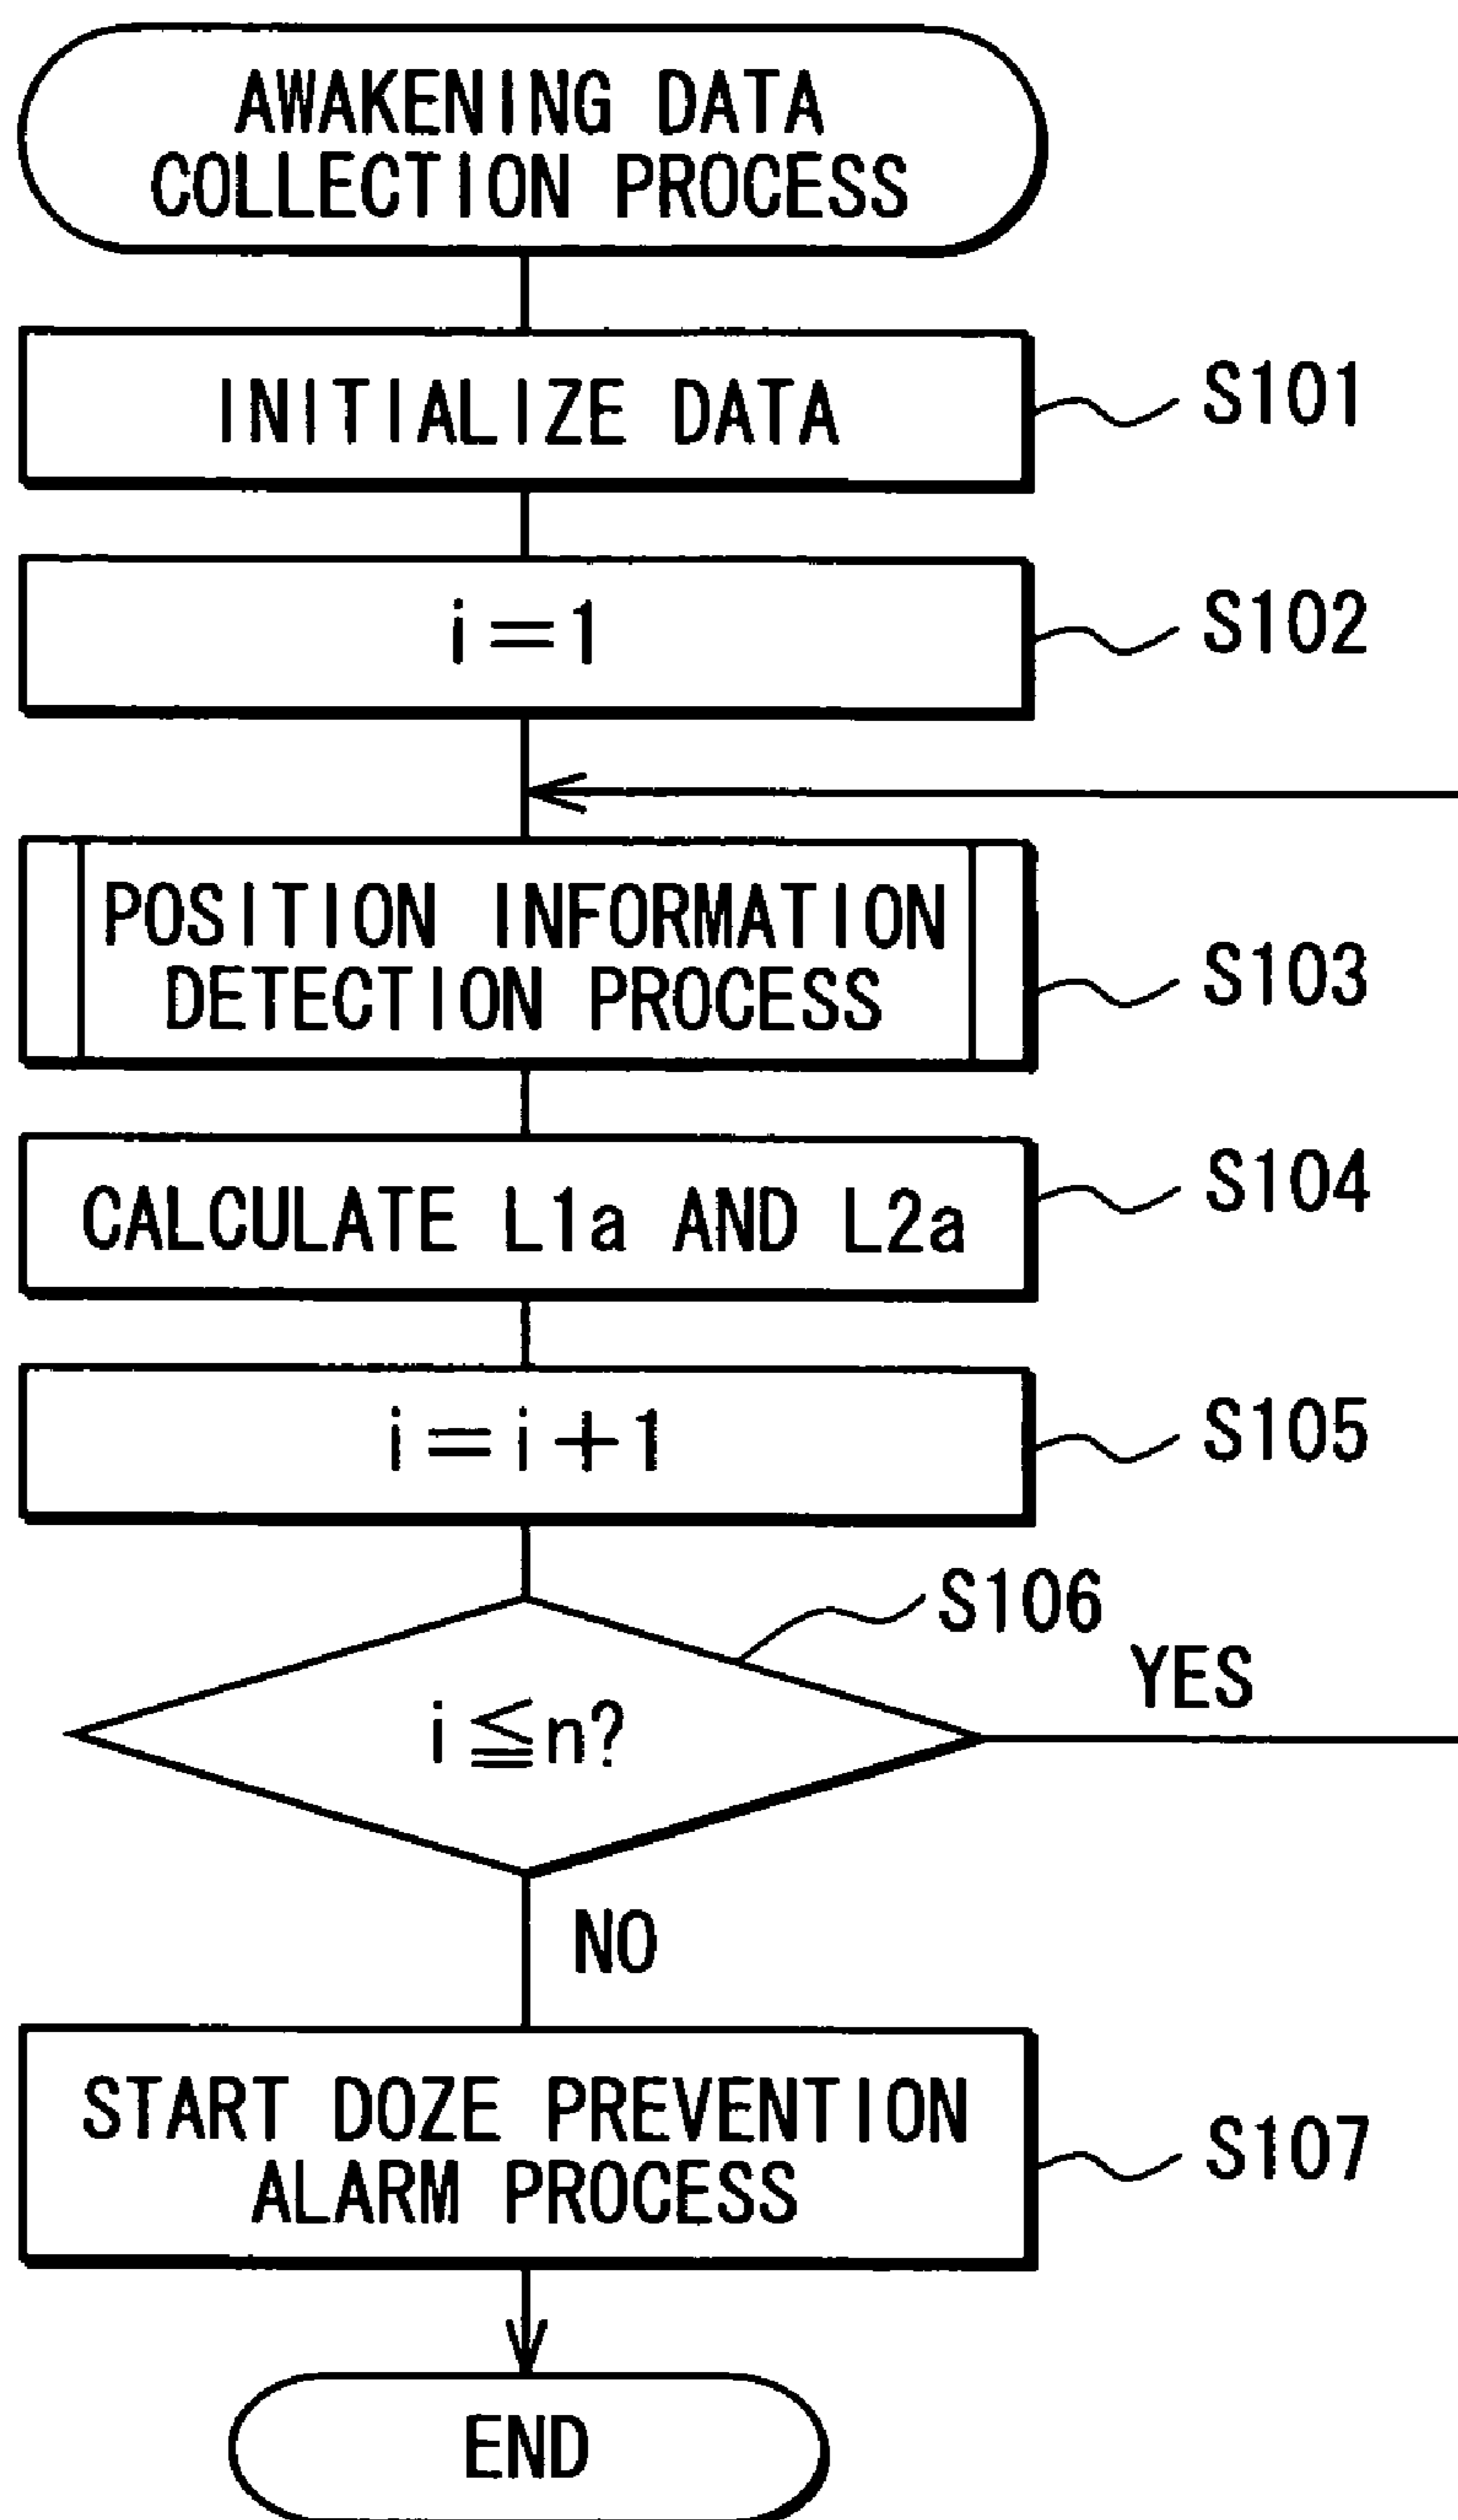 AWAKENING DATA
COLLECTION PROCESS
INITIALIZE DATA
S101
i=1
S102
POSITION INFORMATION
DETECTION PROCESS
S103
CALCULATE L1a AND L2a
S104
i=i+1
S105
S106
YES
i≦n?
NO
START DOZE PREVENTION
ALARM PROCESS
S107
END